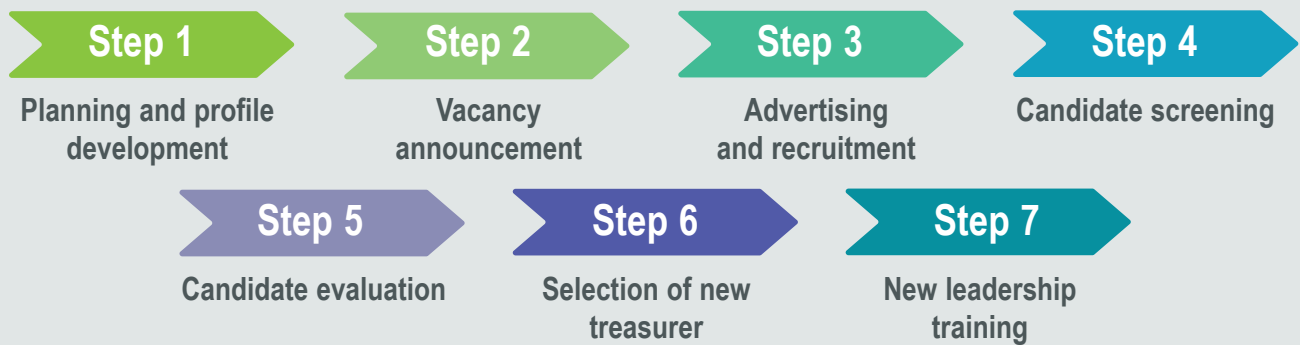 Step 1
Planning and profile
development
Step 2
Vacancy
announcement
Step 3
Advertising
and recruitment
Step 4
Candidate screening
Step 5
Candidate evaluation
Step 6
Selection of new
treasurer
Step 7
New leadership
training